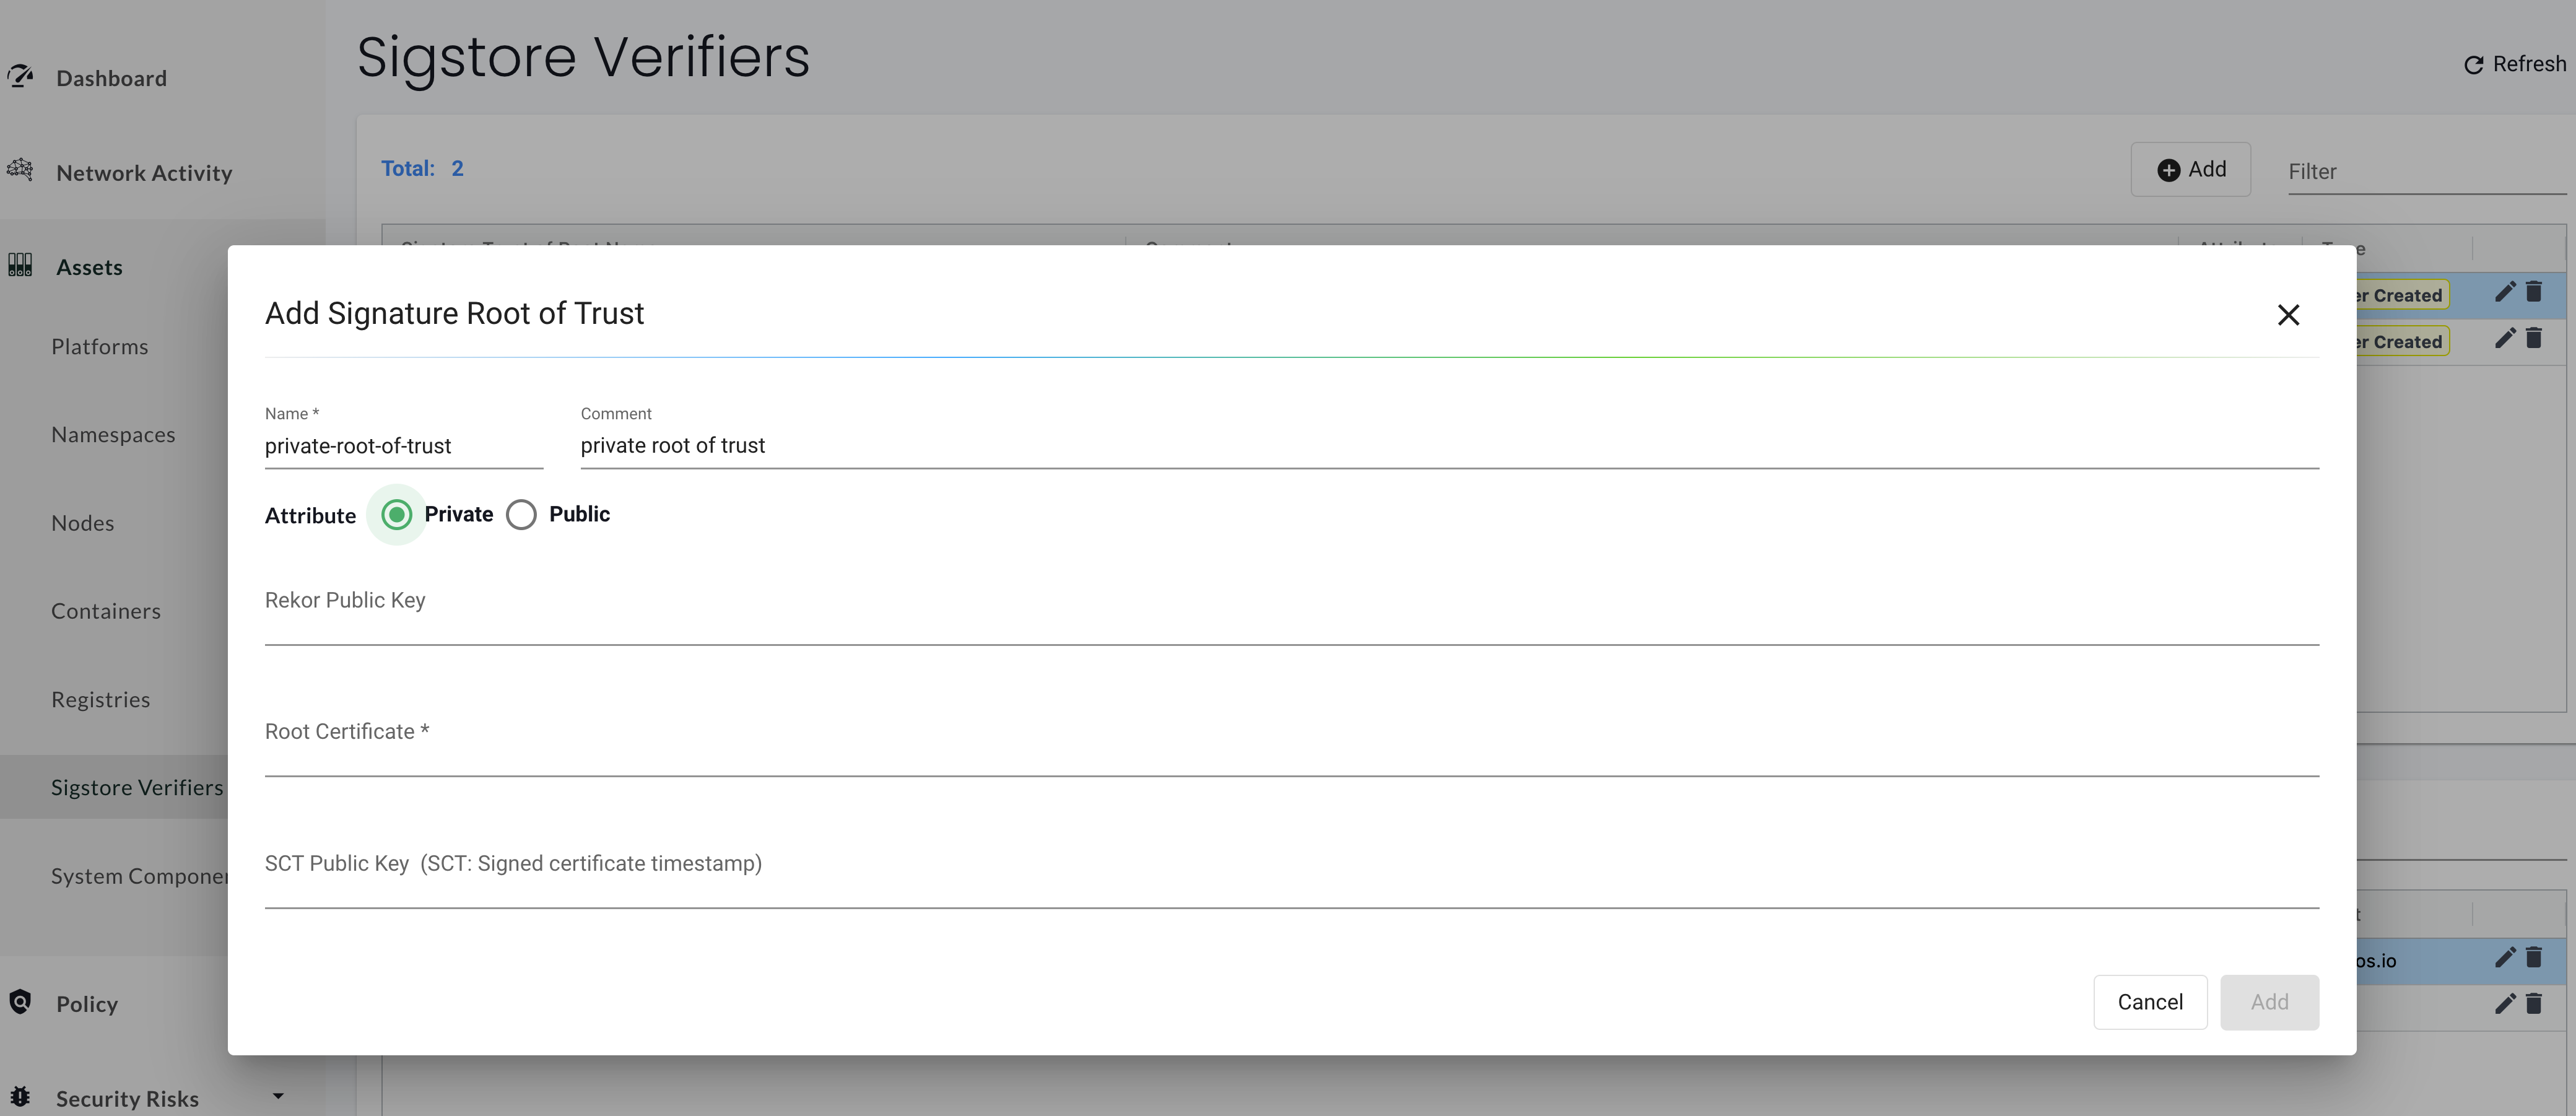 Sigstore Verifiers
Refresh
Dashboard
Network Activity
Assets
Platforms
Namespaces
Nodes
Containers
Registries
Sigstore Verifiers
System
Policy
Security Risks
Total: 2
Add
Filter
Created
Created
Add Signature Root of Trust
Name *
private-root-of-trust
Comment
private root of trust
Attribute Private Public
Rekor Public Key
Root Certificate *
SCT Public Key (SCT: Signed certificate timestamp)
os.io
Cancel
Add